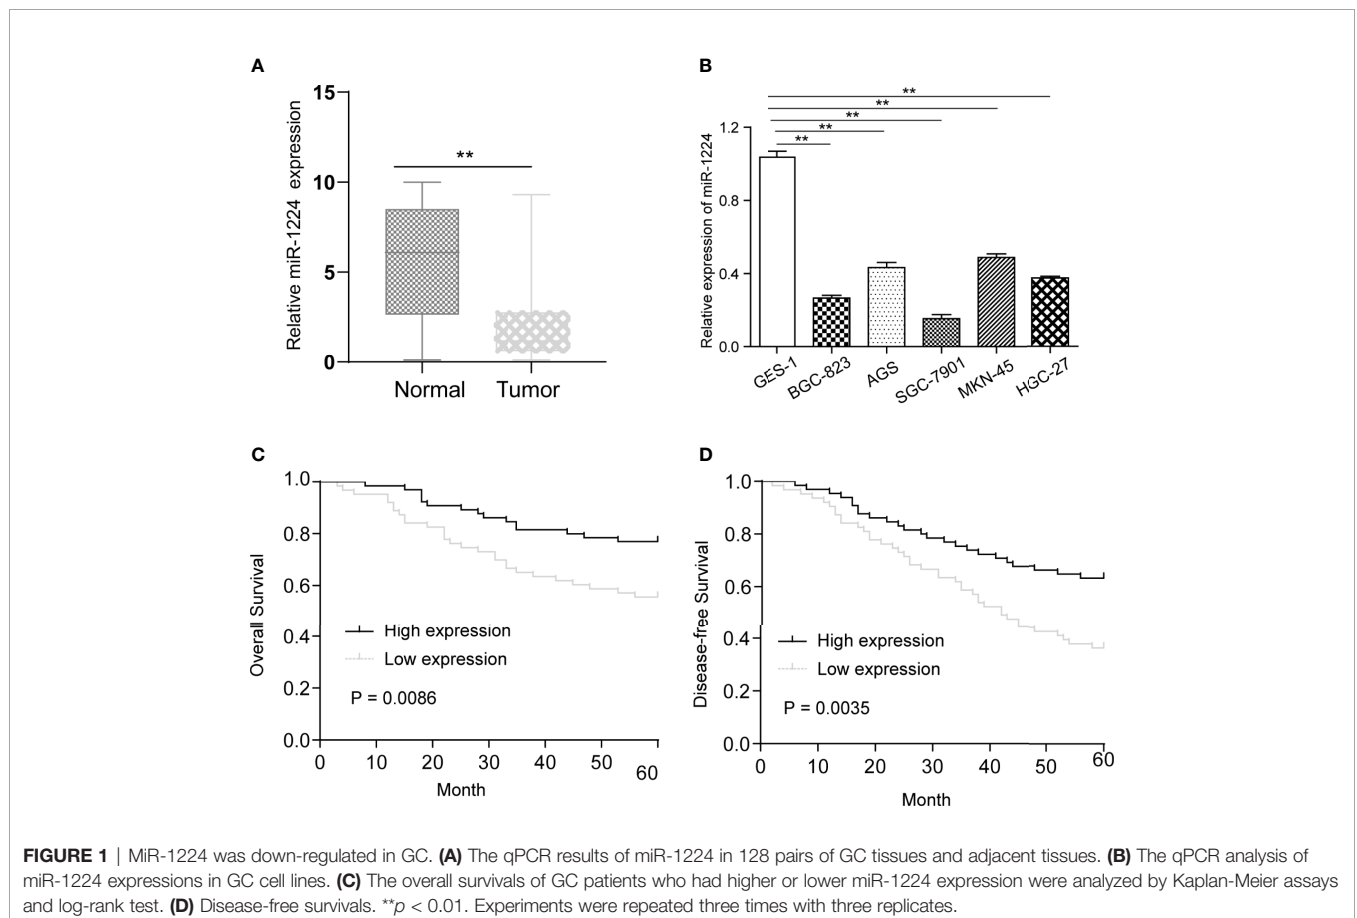 A
15
10
5
0
Relative miR-1224 expression
**
Normal
Tumor
B
1.2
0.8
0.4
0.0
Relative expression of miR-1224
**
**
**
**
**
GES-1
BGC-823
AGS
SGC-7901
MKN-45
HGC-27
C
1.0
0.8
0.6
0.4
0.2
0.0
Overall Survival
High expression
Low expression
P = 0.0086
0 10 20 30 40 50 60
Month
D
1.0
0.8
0.6
0.4
0.2
0.0
Disease-free Survival
High expression
Low expression
P = 0.0035
0 10 20 30 40 50 60
Month
FIGURE 1 | MiR-1224 was down-regulated in GC. (A) The qPCR results of miR-1224 in 128 pairs of GC tissues and adjacent tissues. (B) The qPCR analysis of
miR-1224 expressions in GC cell lines. (C) The overall survivals of GC patients who had higher or lower miR-1224 expression were analyzed by Kaplan-Meier assays
and log-rank test. (D) Disease-free survivals. **p < 0.01. Experiments were repeated three times with three replicates.